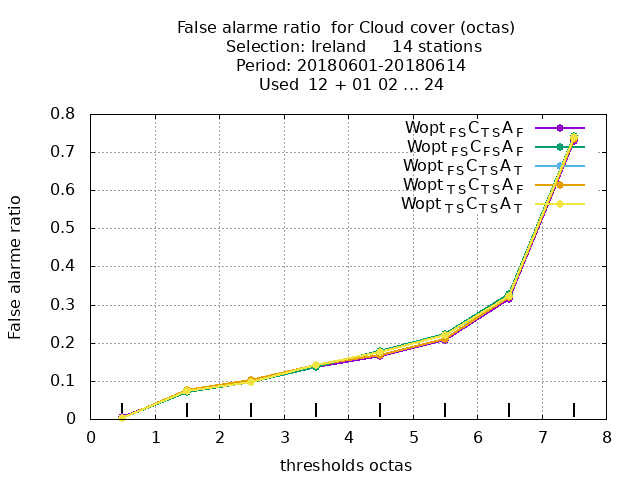 False alarme ratio  for Cloud cover (octas)
Selection: Ireland     14 stations
Period: 20180601-20180614
Used  12 + 01 02 ... 24
Wopt FS C TS A F
Wopt FS C FS A F
Wopt FS C TS A T
Wopt TS C TS A F
Wopt TS C TS A T
False alarme ratio
0.8
0.7
0.6
0.5
0.4
0.3
0.2
0.1
0
0 1 2 3 4 5 6 7 8
thresholds octas